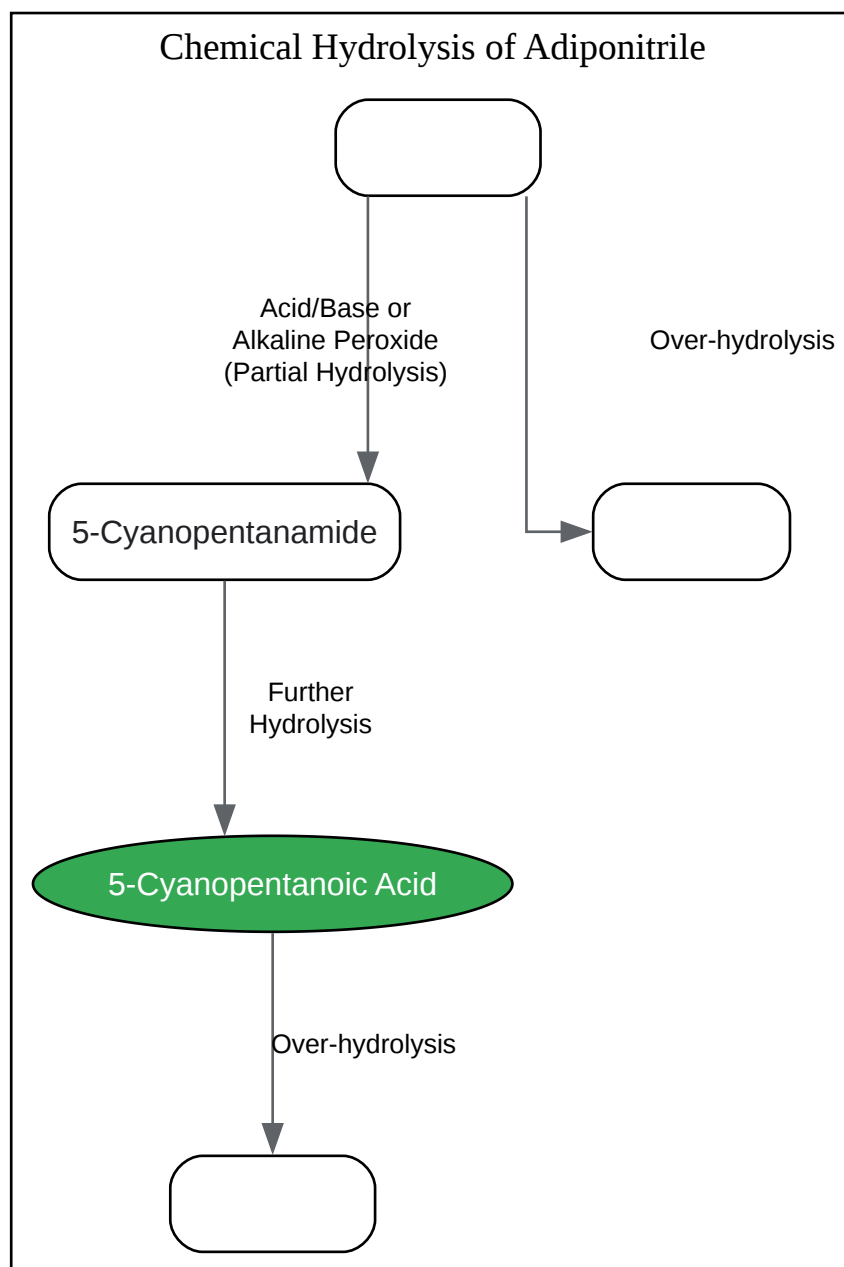 Chemical Hydrolysis of Adiponitrile
Acid/Base or
Alkaline Peroxide
(Partial Hydrolysis)
Over-hydrolysis
5-Cyanopentanamide
Further
Hydrolysis
5-Cyanopentanoic Acid
Over-hydrolysis